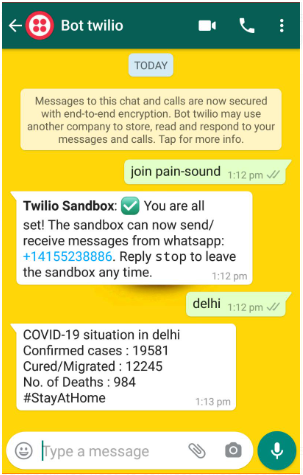 Bot twilio
TODAY
Messages to this chat and calls are now secured
with end-to-end encryption. Bot twilio may use
another company to store, read and respond to your
messages and calls. Tap for more info.
join pain-sound 1:12 pm
Twilio Sandbox: ✅ You are all
set! The sandbox can now send/
receive messages from whatsapp:
+14155238886. Reply stop to leave
the sandbox any time. 1:12 pm
delhi 1:12 pm
COVID-19 situation in delhi
Confirmed cases : 19581
Cured/Migrated : 12245
No. of Deaths : 984
#StayAtHome 1:13 pm
Type a message